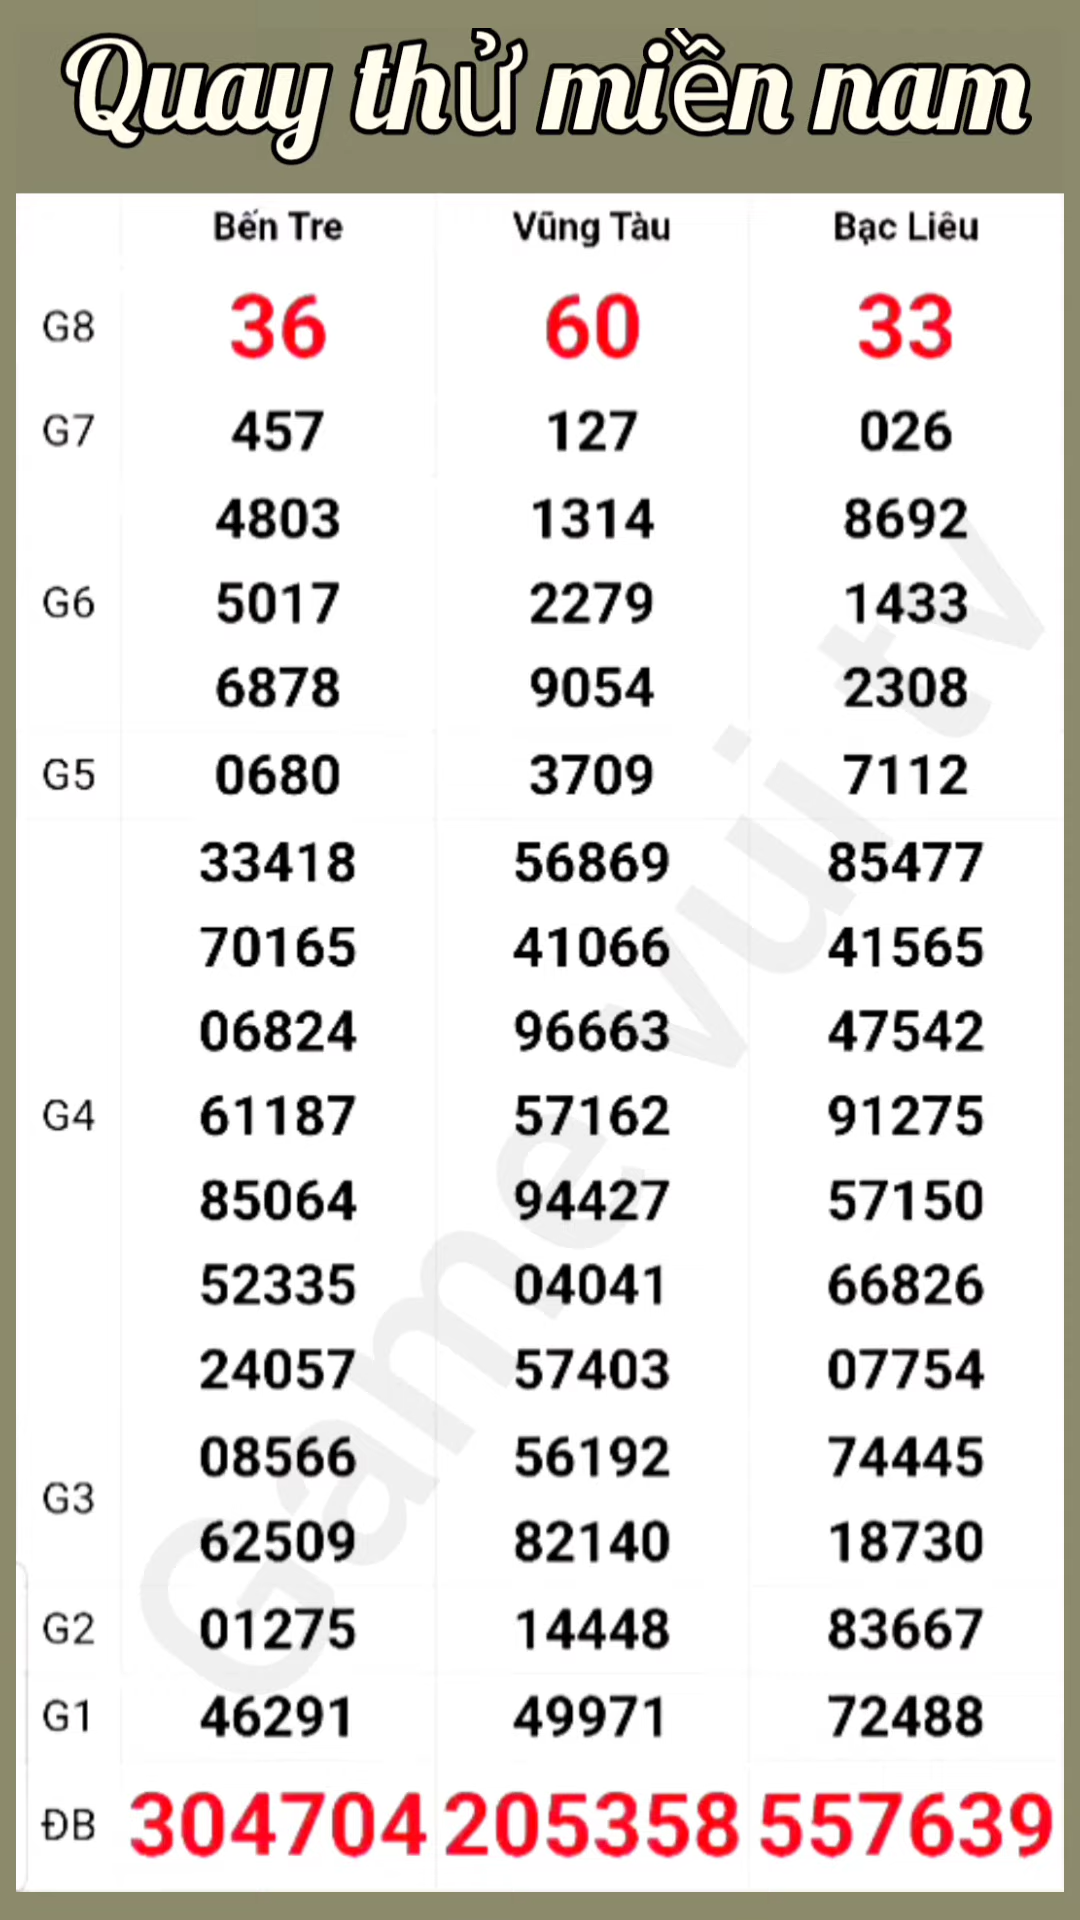 Quay thử miền nam
Bến Tre Vũng Tàu Bạc Liêu
G8 36 60 33
G7 457 127 026
4803 1314 8692
G6 5017 2279 1433
6878 9054 2308
G5 0680 3709 7112
33418 56869 85477
70165 41066 41565
06824 96663 47542
G4 61187 57162 91275
85064 94427 57150
52335 04041 66826
24057 57403 07754
08566 56192 74445
G3
62509 82140 18730
G2 01275 14448 83667
G1 46291 49971 72488
ĐB 304704 205358 557639
Game vui tv